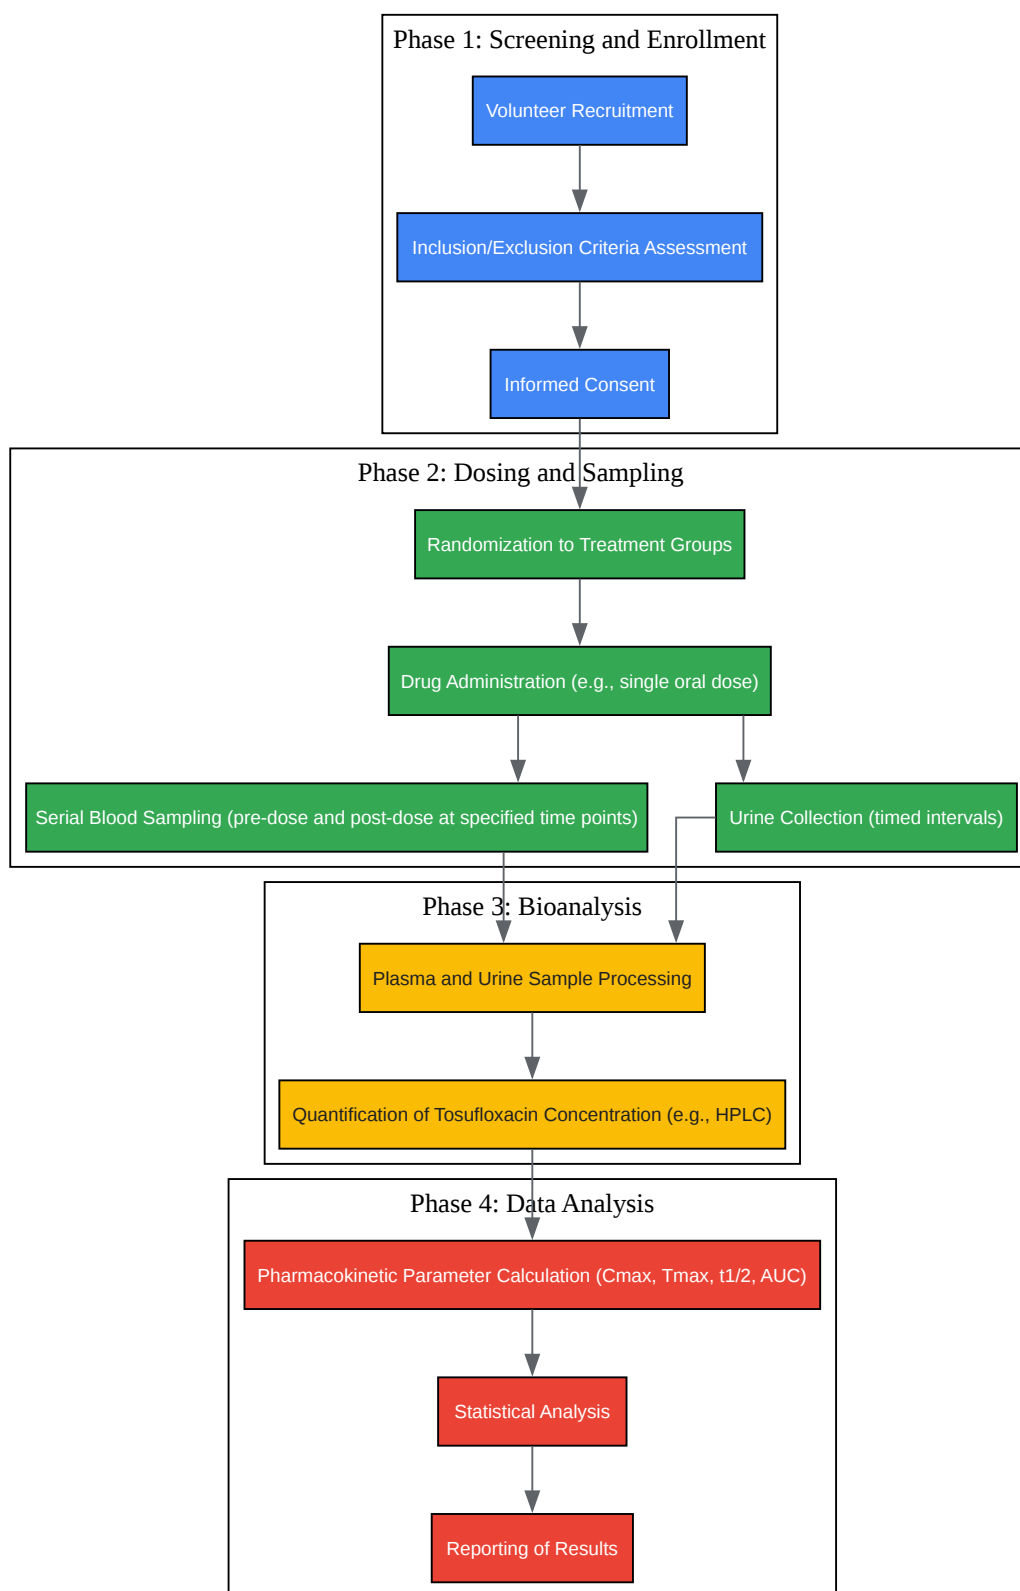 Phase 1: Screening and Enrollment
Volunteer Recruitment
Inclusion/Exclusion Criteria Assessment
Informed Consent
Phase 2: Dosing and Sampling
Randomization to Treatment Groups
Drug Administration (e.g., single oral dose)
Serial Blood Sampling (pre-dose and post-dose at specified time points)
Urine Collection (timed intervals)
Phase 3: Bioanalysis
Plasma and Urine Sample Processing
Quantification of Tosufloxacin Concentration (e.g., HPLC)
Phase 4: Data Analysis
Pharmacokinetic Parameter Calculation (Cmax, Tmax, t1/2, AUC)
Statistical Analysis
Reporting of Results